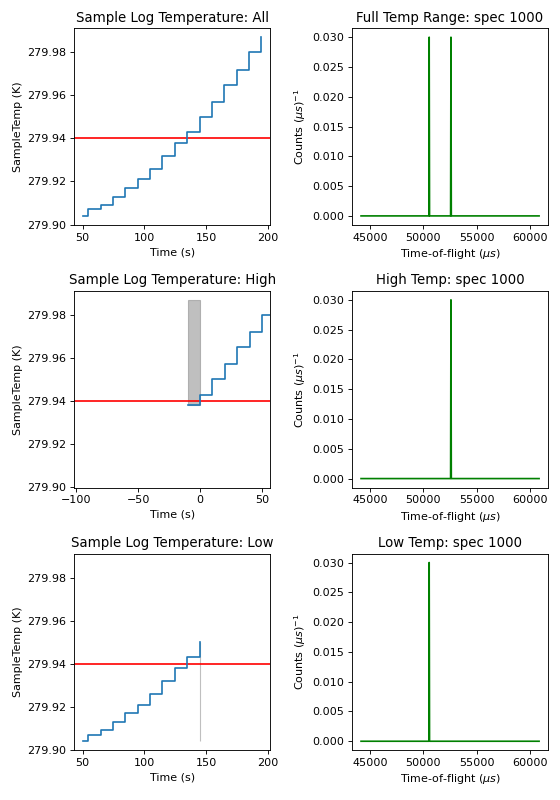 Sample Log Temperature: All
Full Temp Range: spec 1000
279.98
279.96
279.94
279.92
279.90
SampleTemp (K)
50 100 150 200
Time (s)
0.030
0.025
0.020
0.015
0.010
0.005
0.000
Counts (μs)⁻¹
45000 50000 55000 60000
Time-of-flight (μs)
Sample Log Temperature: High
High Temp: spec 1000
279.98
279.96
279.94
279.92
279.90
SampleTemp (K)
−100 −50 0 50
Time (s)
0.030
0.025
0.020
0.015
0.010
0.005
0.000
Counts (μs)⁻¹
45000 50000 55000 60000
Time-of-flight (μs)
Sample Log Temperature: Low
Low Temp: spec 1000
279.98
279.96
279.94
279.92
279.90
SampleTemp (K)
50 100 150 200
Time (s)
0.030
0.025
0.020
0.015
0.010
0.005
0.000
Counts (μs)⁻¹
45000 50000 55000 60000
Time-of-flight (μs)